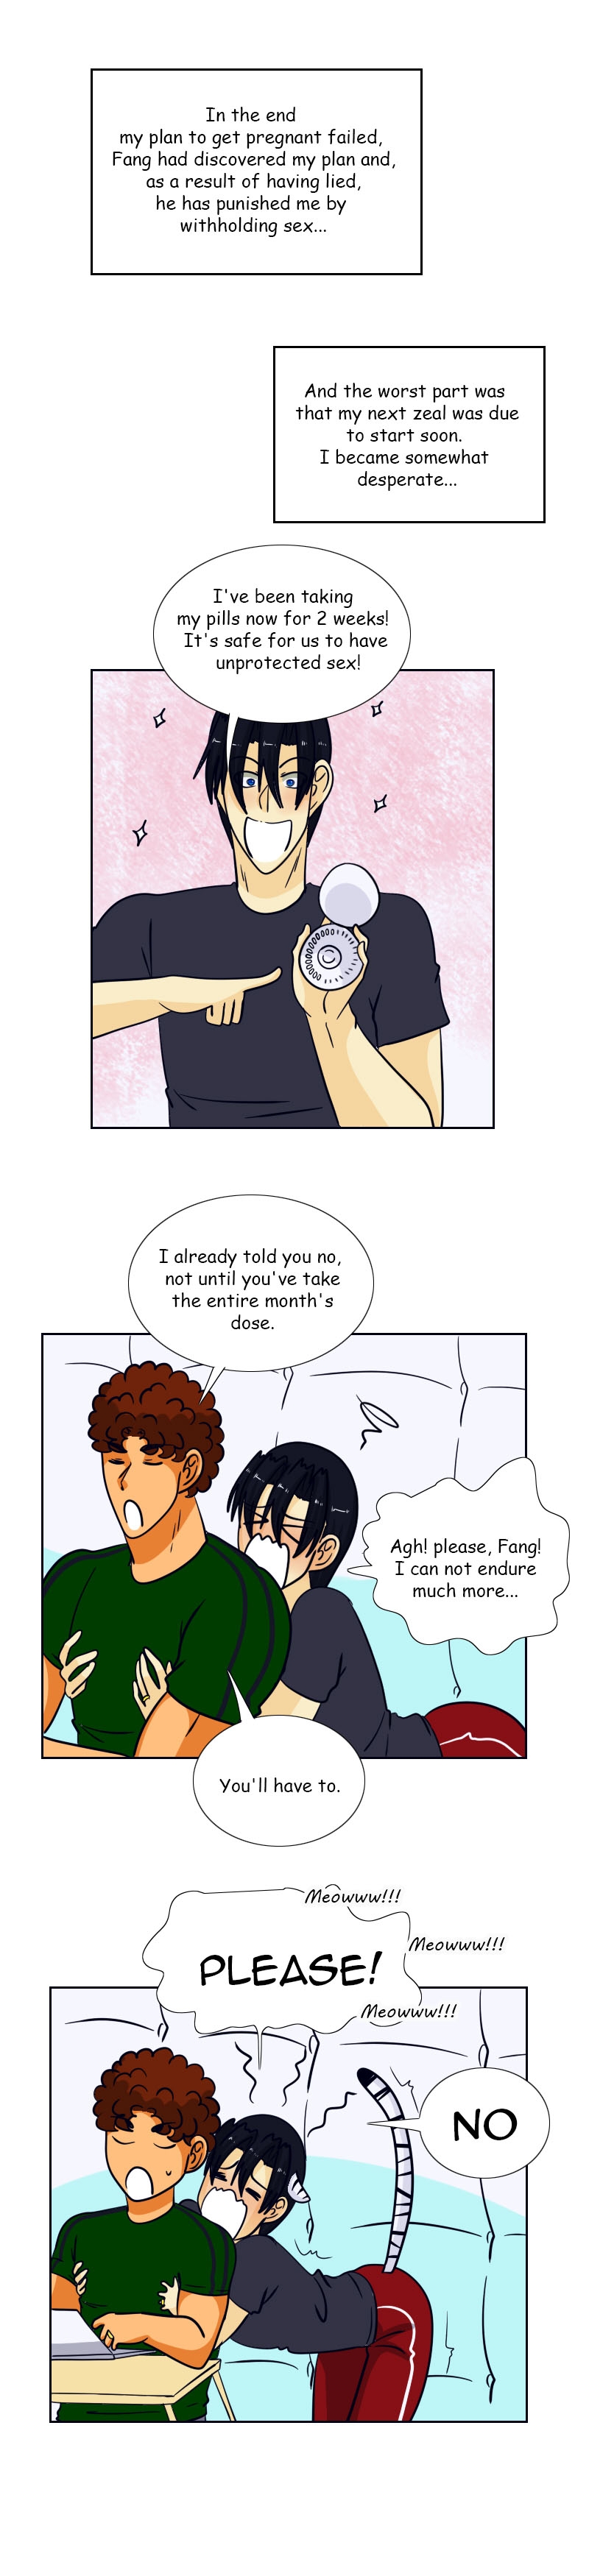 In the end
my plan to get pregnant failed,
Fang had discovered my plan and,
as a result of having lied,
he has punished me by
withholding sex...
And the worst part was
that my next zeal was due
to start soon.
I became somewhat
desperate...
I've been taking
my pills now for 2 weeks!
It's safe for us to have
unprotected sex!
I already told you no,
not until you've take
the entire month's
dose.
Agh! please, Fang!
I can not endure
much more...
You'll have to.
Meowww!!!
Meowww!!!
PLEASE!
Meowww!!!
NO